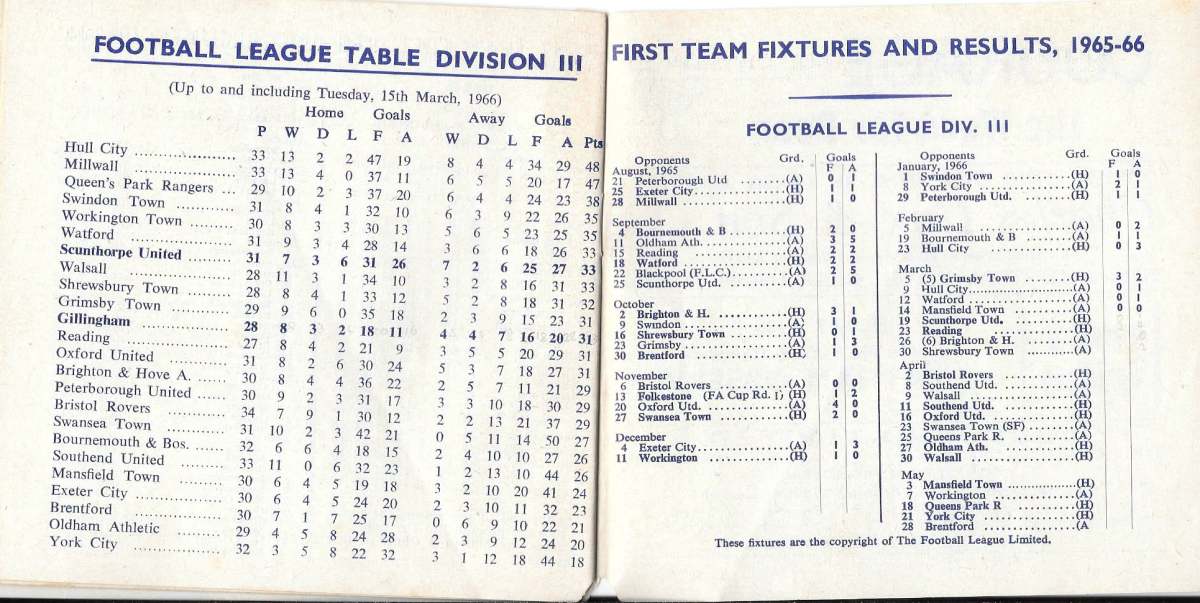 FOOTBALL LEAGUE TABLE DIVISION III
(Up to and including Tuesday, 15th March, 1966)
Home Goals Away Goals
P W D L F A W D L F A Pts
Hull City .................... 33 13 2 2 47 19 8 4 4 34 29 48
Millwall .................... 33 13 4 0 37 11 6 5 5 20 17 47
Queen's Park Rangers ... 29 10 2 3 37 20 6 4 4 24 23 38
Swindon Town ............ 31 8 4 1 32 10 6 3 9 22 26 35
Workington Town ......... 30 8 3 3 30 13 5 6 5 23 25 35
Watford .................... 31 9 3 4 28 14 3 6 6 18 26 33
Scunthorpe United ......... 31 7 3 6 31 26 7 2 6 25 27 33
Walsall .................... 28 11 3 1 34 10 3 2 8 16 31 33
Shrewsbury Town ......... 28 8 4 1 33 12 5 2 8 18 31 32
Grimsby Town ............ 29 9 6 0 35 18 2 3 9 15 23 31
Gillingham ................. 28 8 3 2 18 11 4 4 7 16 20 31
Reading .................... 27 8 4 2 21 9 3 5 5 20 29 31
Oxford United ............ 31 8 2 6 30 24 5 3 7 18 27 31
Brighton & Hove A. ...... 30 8 4 4 36 22 2 5 7 11 21 29
Peterborough United ...... 30 9 2 3 31 17 3 3 10 18 30 29
Bristol Rovers ............ 34 7 9 1 30 12 2 2 13 21 37 29
Swansea Town ............ 31 10 2 3 42 21 0 5 11 14 50 27
Bournemouth & Bos. ...... 32 6 6 4 18 15 2 4 10 10 27 26
Southend United ......... 33 11 0 6 32 23 1 2 13 10 44 26
Mansfield Town ............ 30 6 4 5 19 18 3 2 10 20 41 24
Exeter City ................. 30 6 4 5 24 20 2 3 10 11 32 23
Brentford .................... 30 7 1 7 25 17 0 6 9 10 22 21
Oldham Athletic ......... 29 4 5 8 24 28 2 3 9 12 24 20
York City .................... 32 3 5 8 22 32 3 1 12 18 44 18
FIRST TEAM FIXTURES AND RESULTS, 1965-66
FOOTBALL LEAGUE DIV. III
Opponents Grd. Goals
August, 1965 F A
21 Peterborough Utd .........(A) 0 1
25 Exeter City...............(H) 1 1
28 Millwall ..................(H) 1 0
September
4 Bournemouth & B .........(H) 2 0
11 Oldham Ath...............(A) 3 5
15 Reading ..................(A) 2 2
18 Watford ..................(H) 2 2
22 Blackpool (F.L.C.).........(A) 2 5
25 Scunthorpe Utd. .........(A) 1 0
October
2 Brighton & H. ............(H) 3 1
9 Swindon ..................(A) 1 0
16 Shrewsbury Town .........(H) 0 1
23 Grimsby ..................(A) 1 3
30 Brentford ..................(H) 1 0
November
6 Bristol Rovers ............(A) 0 0
13 Folkestone (FA Cup Rd. 1) (H) 1 2
20 Oxford Utd. ...............(A) 4 0
27 Swansea Town ............(H) 2 0
December
4 Exeter City...............(A) 1 3
11 Workington ...............(H) 1 0
Opponents Grd. Goals
January, 1966 F A
1 Swindon Town ............(H) 1 0
8 York City ..................(A) 2 1
29 Peterborough Utd. .........(H) 1 1
February
5 Millwall ..................(A) 0 2
19 Bournemouth & B .........(A) 1 1
23 Hull City ..................(H) 0 3
March
5 (5) Grimsby Town .........(H) 3 2
9 Hull City..................(A) 0 1
12 Watford ..................(A) 0 1
14 Mansfield Town ............(A) 0 0
19 Scunthorpe Utd. .........(H)
23 Reading ..................(H)
26 (6) Brighton & H. .........(A)
30 Shrewsbury Town .........(A)
April
2 Bristol Rovers ............(H)
8 Southend Utd. ............(A)
9 Walsall ..................(A)
11 Southend Utd. ............(H)
16 Oxford Utd. ...............(H)
23 Swansea Town (SF) .........(A)
25 Queens Park R. ............(A)
27 Oldham Ath. ...............(H)
30 Walsall ..................(H)
May
3 Mansfield Town ............(H)
7 Workington ...............(A)
18 Queens Park R ............(H)
21 York City ..................(H)
28 Brentford ..................(A
These fixtures are the copyright of The Football League Limited.